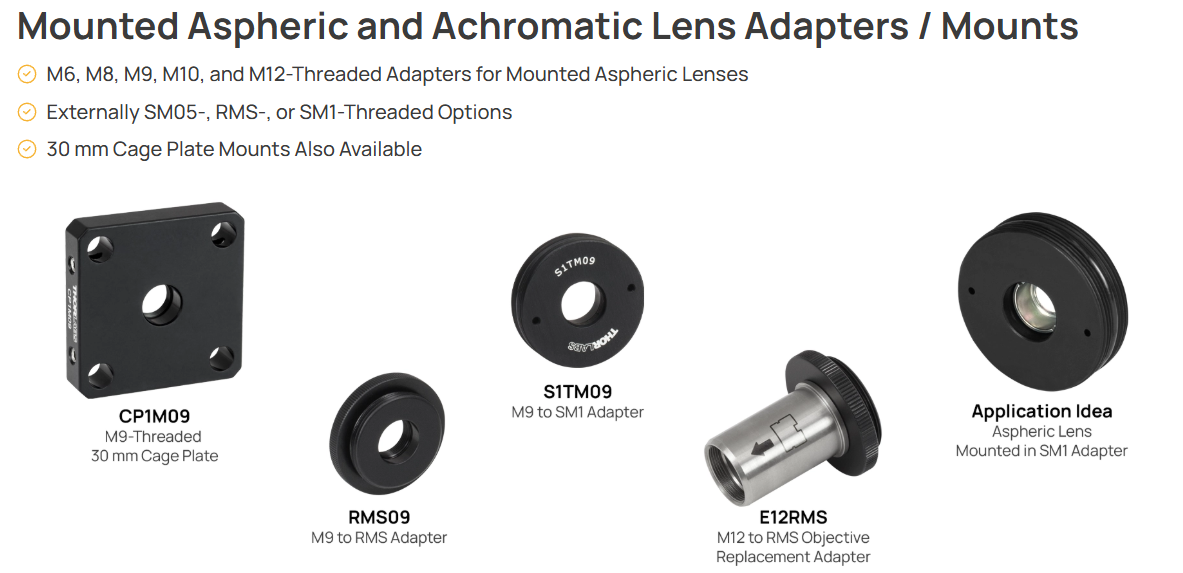 Mounted Aspheric and Achromatic Lens Adapters / Mounts
M6, M8, M9, M10, and M12-Threaded Adapters for Mounted Aspheric Lenses
Externally SM05-, RMS-, or SM1-Threaded Options
30 mm Cage Plate Mounts Also Available
THORLABS
CP1M09
CP1M09
M9-Threaded
30 mm Cage Plate
RMS09
M9 to RMS Adapter
S1TM09
THORLABS
S1TM09
M9 to SM1 Adapter
E12RMS
M12 to RMS Objective
Replacement Adapter
Application Idea
Aspheric Lens
Mounted in SM1 Adapter